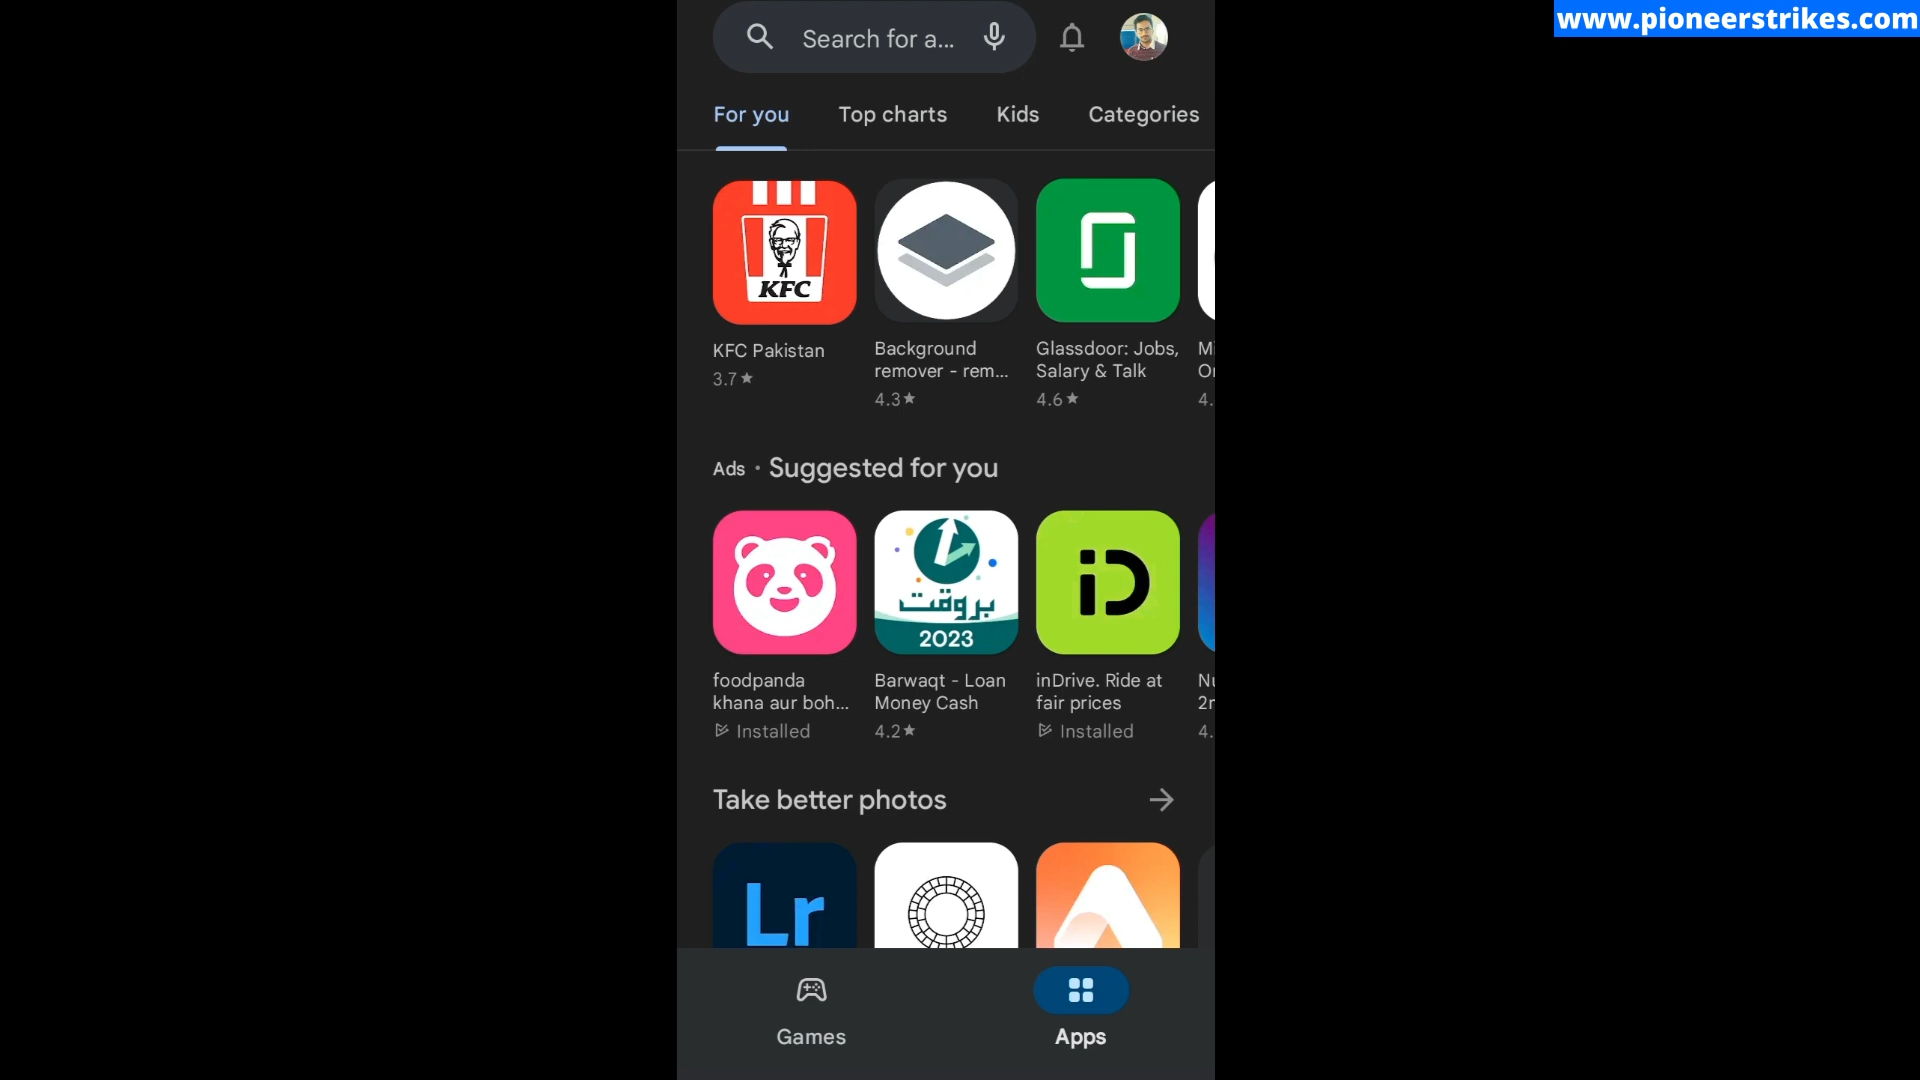 www.pioneerstrikes.com
Search for a...
For you
Top charts
Kids
Categories
KFC
KFC Pakistan
3.7★
Background
remover - rem...
4.3★
Glassdoor: Jobs,
Salary & Talk
4.6★
4.
Ads • Suggested for you
foodpanda
khana aur boh...
Installed
بروقت
2023
Barwaqt - Loan
Money Cash
4.2★
iD
inDrive. Ride at
fair prices
Installed
4.
Take better photos
Lr
Games
Apps